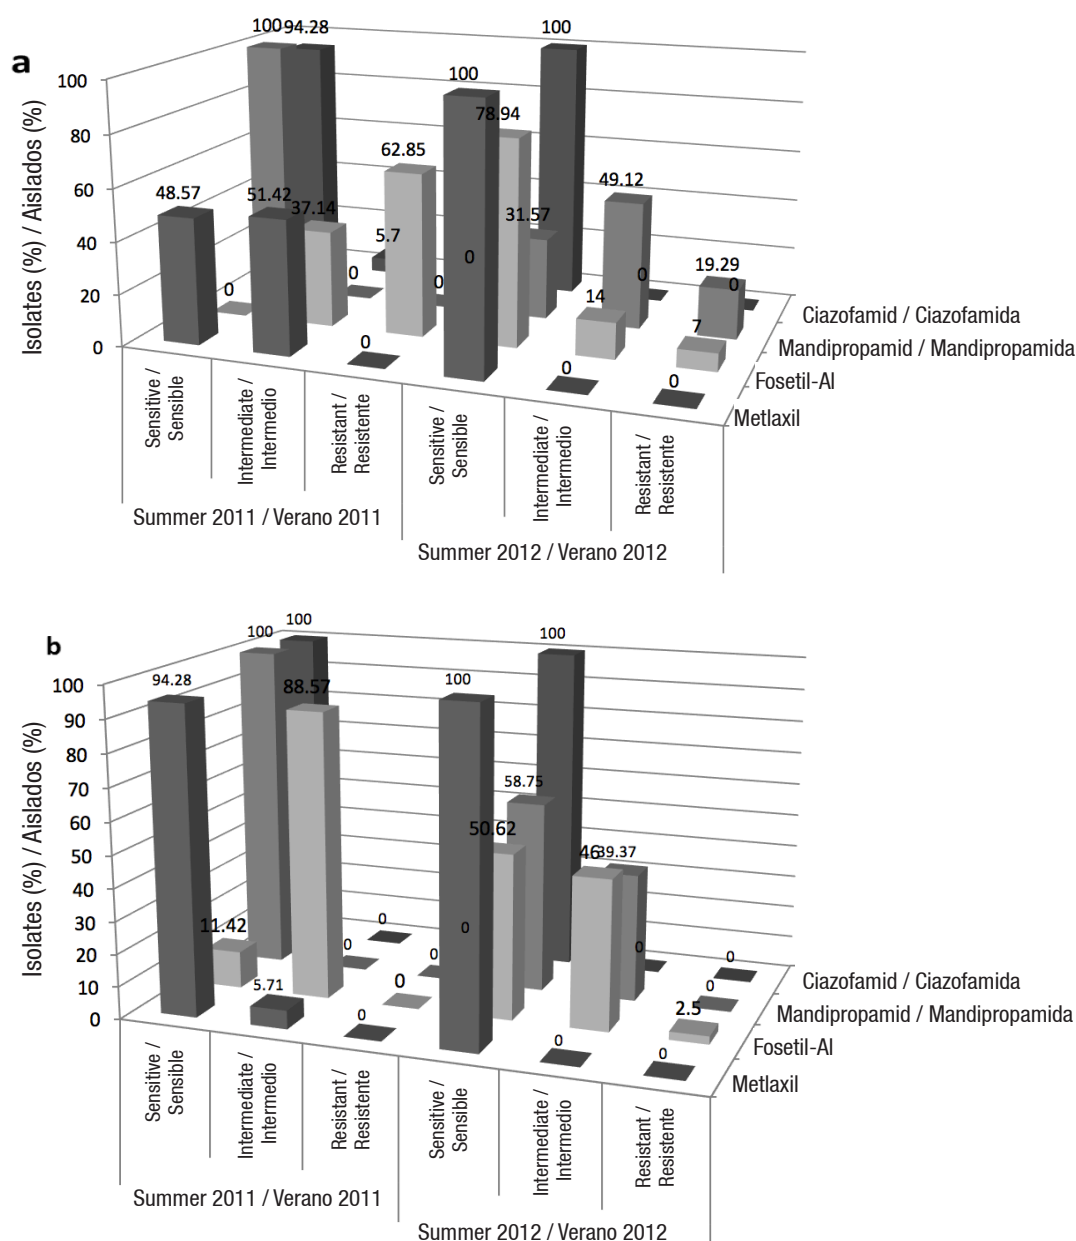 a
100
94.28
100
100
100
80
78.94
62.85
60
48.57
51.42
49.12
40
37.14
31.57
5.7
0
0
0
0
0
19.29
0
20
14
7
0
0
0
0
Isolates (%) / Aislados (%)
Ciazofamid / Ciazofamida
Mandipropamid / Mandipropamida
Fosetil-Al
Metlaxil
Sensitive /
Sensible
Intermediate /
Intermedio
Resistant /
Resistente
Sensitive /
Sensible
Intermediate /
Intermedio
Resistant /
Resistente
Summer 2011 / Verano 2011
Summer 2012 / Verano 2012
b
100
100
100
94.28
88.57
100
100
90
80
70
60
58.75
50
50.62
46
39.37
40
30
20
11.42
10
5.71
0
0
0
0
0
0
0
0
0
0
2.5
0
0
Isolates (%) / Aislados (%)
Ciazofamid / Ciazofamida
Mandipropamid / Mandipropamida
Fosetil-Al
Metlaxil
Sensitive /
Sensible
Intermediate /
Intermedio
Resistant /
Resistente
Sensitive /
Sensible
Intermediate /
Intermedio
Resistant /
Resistente
Summer 2011 / Verano 2011
Summer 2012 / Verano 2012